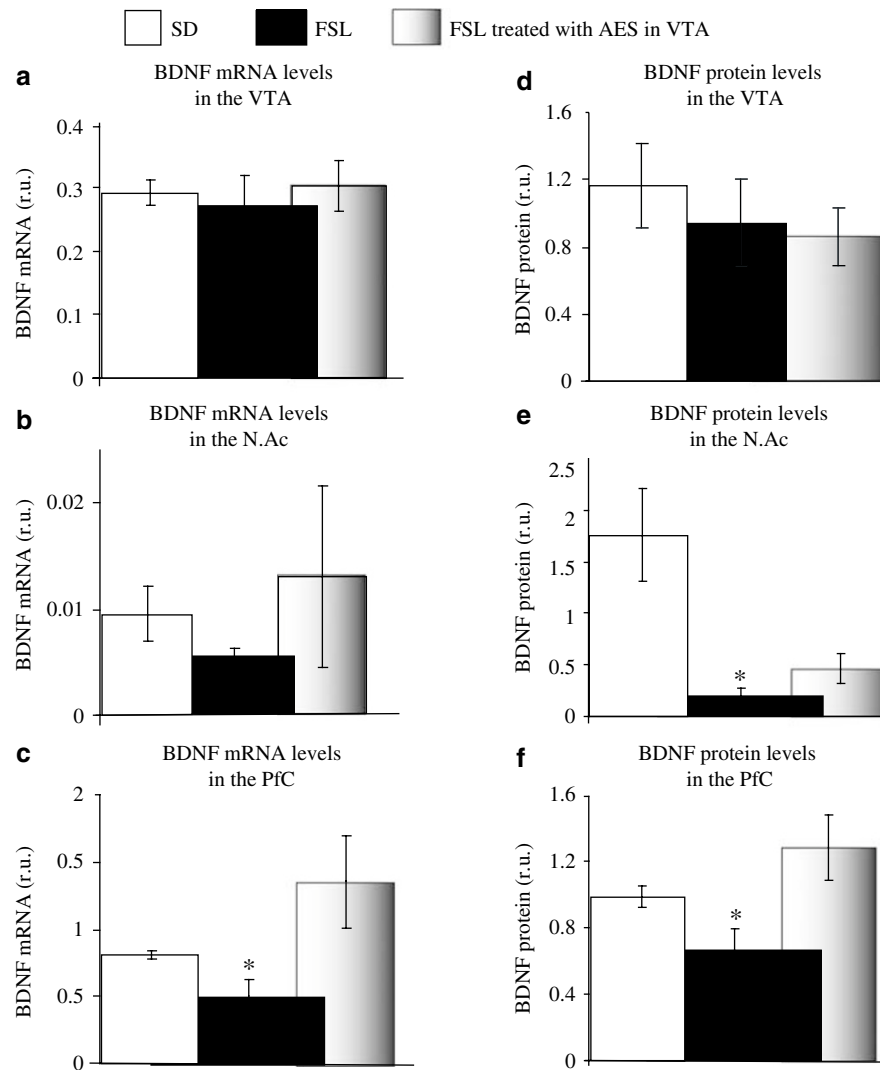 SD FSL FSL treated with AES in VTA
a
BDNF mRNA levels
in the VTA
BDNF mRNA (r.u.)
0.4
0.3
0.2
0.1
0
d
BDNF protein levels
in the VTA
BDNF protein (r.u.)
1.6
1.2
0.8
0.4
0
b
BDNF mRNA levels
in the N.Ac
BDNF mRNA (r.u.)
0.02
0.01
0
e
BDNF protein levels
in the N.Ac
BDNF protein (r.u.)
2.5
2
1.5
1
0.5
0
*
c
BDNF mRNA levels
in the PfC
BDNF mRNA (r.u.)
2
0.5
1
0.5
0
*
f
BDNF protein levels
in the PfC
BDNF protein (r.u.)
1.6
1.2
0.8
0.4
0
*